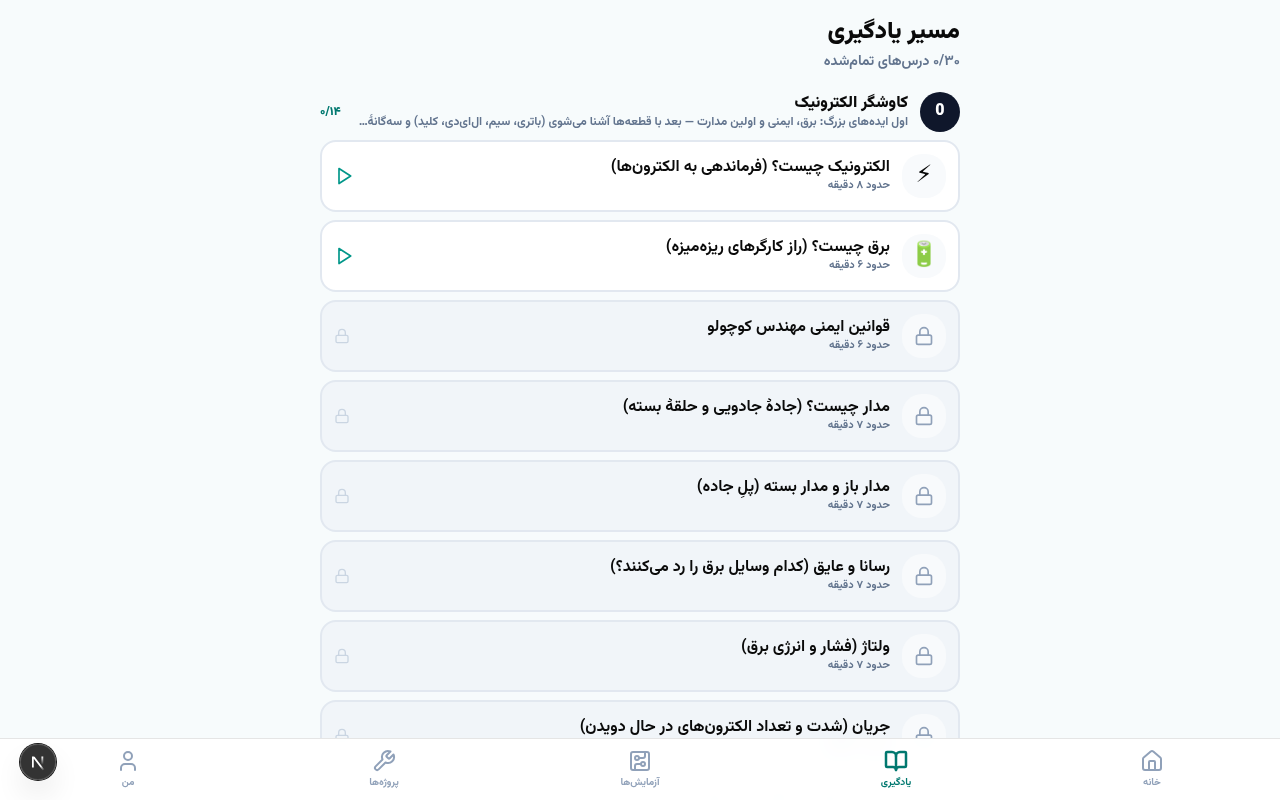 مسیر یادگیری
۰/۳۰ درس‌های تمام‌شده
0
کاوشگر الکترونیک
۰/۱۴
اول ایده‌های بزرگ: برق، ایمنی و اولین مدارت — بعد با قطعه‌ها آشنا می‌شوی (باتری، سیم، ال‌ای‌دی، کلید) و سه‌گانهٔ...
الکترونیک چیست؟ (فرماندهی به الکترون‌ها)
حدود ۸ دقیقه
برق چیست؟ (راز کارگرهای ریزه‌میزه)
حدود ۶ دقیقه
قوانین ایمنی مهندس کوچولو
حدود ۶ دقیقه
مدار چیست؟ (جادهٔ جادویی و حلقهٔ بسته)
حدود ۷ دقیقه
مدار باز و مدار بسته (پلِ جاده)
حدود ۷ دقیقه
رسانا و عایق (کدام وسایل برق را رد می‌کنند؟)
حدود ۷ دقیقه
ولتاژ (فشار و انرژی برق)
حدود ۷ دقیقه
جریان (شدت و تعداد الکترون‌های در حال دویدن)
خانه
یادگیری
آزمایش‌ها
پروژه‌ها
من
N